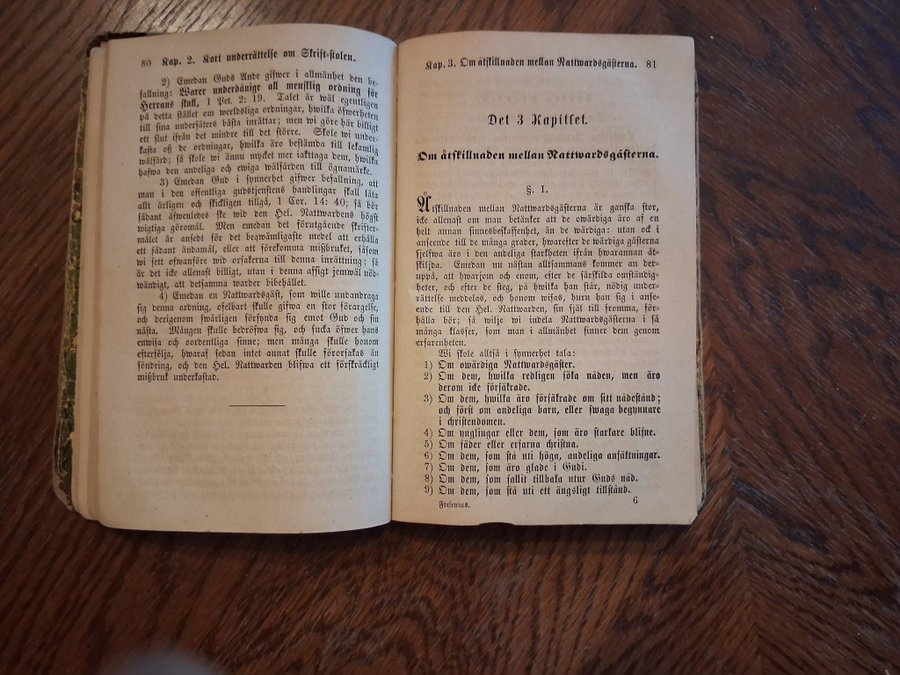 80 Kap. 2. Kort underrättelse om Skrift-stolen.
2) Emedan Guds Ande gifwer i allmänhet den be-
fallning: Warer underdånige all mensklig ordning för
Herrans skull, 1 Pet. 2: 19. Talet är wäl egentligen
på detta stället om werldsliga ordningar, hwilka öfwerheten
till sina undersåters bästa inrättar; men wi göre här billigt
ett slut ifrån det mindre till det större. Skole wi under-
kasta oß de ordningar, hwilka äro bestämda till lekamlig
wälfärd; så skole wi ännu mycket mer iakttaga dem, hwilka
hafwa den andeliga och ewiga wälfärden till ögnamärke.
3) Emedan Gud i synnerhet gifwer befallning, att
man i den offentliga gudstjenstens handlingar skall låta
allt ärligen och skickligen tillgå, 1 Cor. 14: 40; så bör
sådant äfwenledes ske wid den Hel. Nattwardens högst
wigtiga göromål. Men emedan det förutgående skrifter-
målet är ansedt för det beqwämligaste medel att erhålla
ett sådant ändamål, eller att förekomma mißbruket, såsom
wi sett ofwanföre wid orsakerna till denna inrättning; så
är det icke allenast billigt, utan i denna afsigt jemwäl nöd-
wändigt, att detsamma warder bibehållet.
4) Emedan en Nattwardsgäst, som wille undandraga
sig denna ordning, ofelbart skulle gifwa en stor förargelse,
och derigenom swårligen försynda sig emot Gud och sin
nästa. Mången skulle bedröfwa sig, och sucka öfwer hans
enwisa och oordentliga sinne; men mången skulle honom
efterfölja, hwaraf sedan intet annat skulle förorsakas än
söndring, och den Hel. Nattwarden blifwa ett förskräckligt
mißbruk underkastad.
Kap. 3. Om åtskillnaden mellan Nattwardsgästerna. 81
Det 3 Kapitlet.
Om åtskillnaden mellan Nattwardsgästerna.
§. 1.
Åtskillnaden mellan Nattwardsgästerna är ganska stor,
icke allenast om man betänker att de owärdiga äro af en
helt annan sinnesbeskaffenhet, än de wärdiga: utan ock i
anseende till de många grader, hwarefter de wärdiga gästerna
sjelfwa äro i den andeliga starkheten ifrån hwarannan åt-
skiljda. Emedan nu nästan alltsammans kommer an der-
uppå, att hwarjom och enom, efter de särskilda omständig-
heter, och efter de steg, på hwilka han står, nödig under-
rättelse meddelas, och honom wisas, huru han sig i anse-
ende till den Hel. Nattwarden, sin själ till fromma, för-
hålla bör; så wilje wi indela Nattwardsgästerna i så
många klasser, som man i allmänhet finner dem genom
erfarenheten.
Wi skole alltså i synnerhet tala:
1) Om owärdiga Nattwardsgäster.
2) Om dem, hwilka redligen söka nåden, men äro
derom icke försäkrade.
3) Om dem, hwilka äro försäkrade om sitt nådestånd;
och först om andeliga barn, eller swaga begynnare
i christendomen.
4) Om ynglingar eller dem, som äro starkare blifne.
5) Om fäder eller erfarna christna.
6) Om dem, som stå uti höga, andeliga anfäktningar.
7) Om dem, som äro glade i Gudi.
8) Om dem, som fallit tillbaka utur Guds nåd.
9) Om dem, som stå uti ett ängsligt tillstånd.
Fresenius. 6